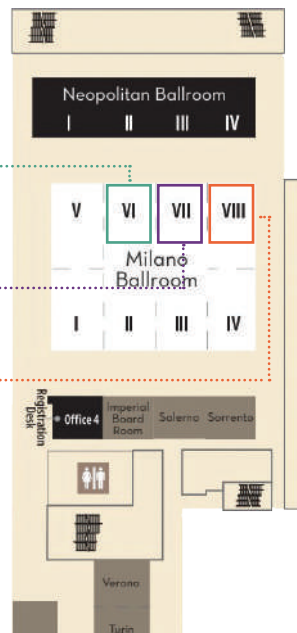 Neopolitan Ballroom
I II III IV
V VI VII VIII
Milano
Ballroom
I II III IV
Registration
Desk
Office 4
Imperial
Board
Room
Salerno
Sorrento
Verona
Turin